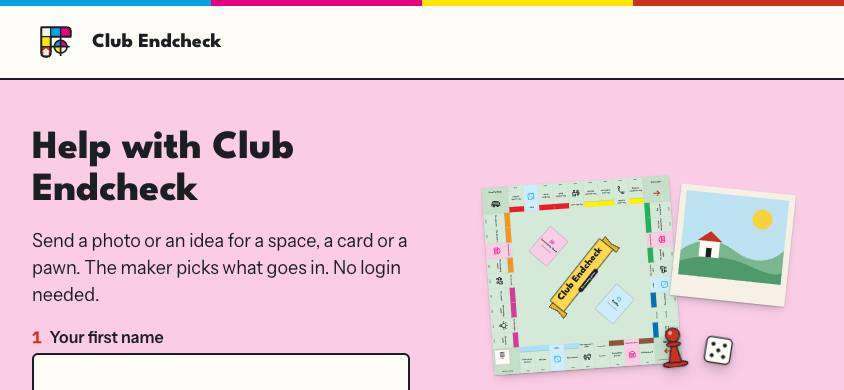 Club Endcheck
Help with Club
Endcheck
Send a photo or an idea for a space, a card or a
pawn. The maker picks what goes in. No login
needed.
1 Your first name
Club Endcheck